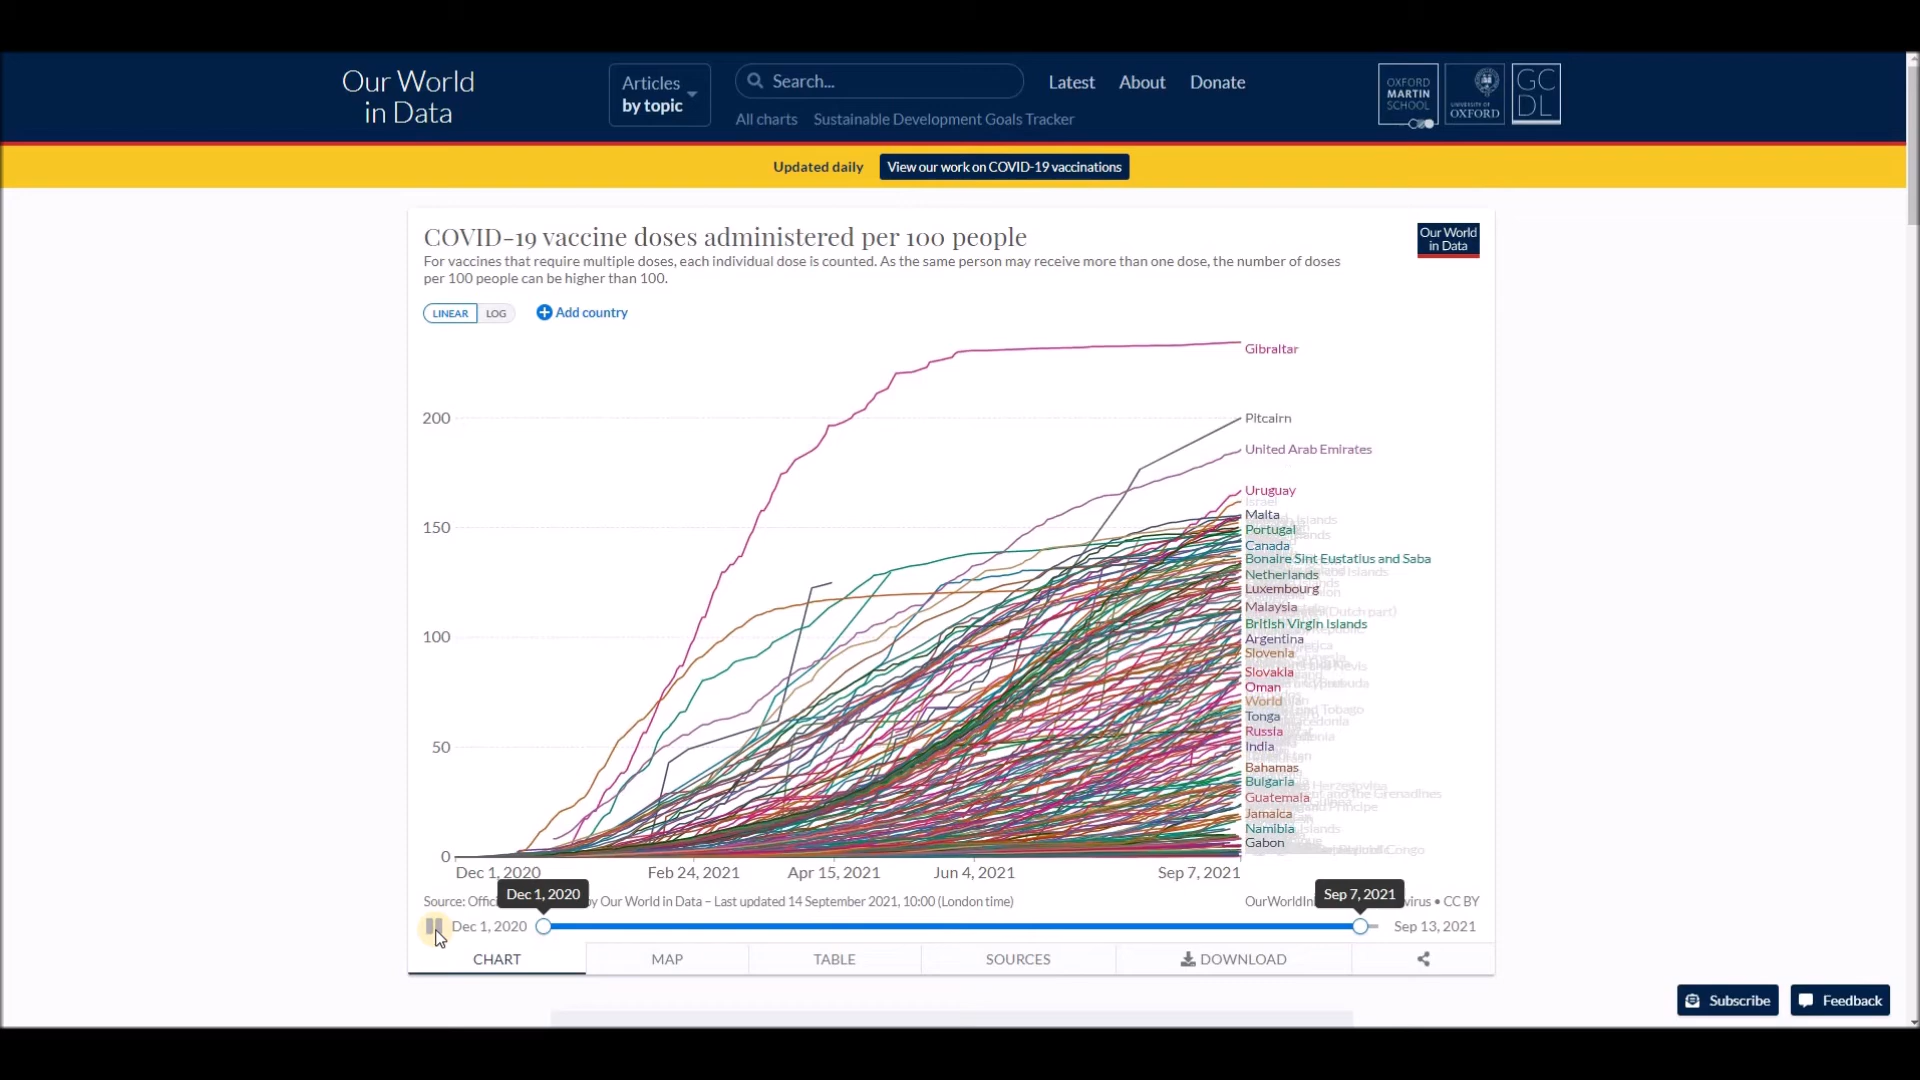 Our World
in Data
Articles
by topic
Search...
Latest
About
Donate
All charts
Sustainable Development Goals Tracker
OXFORD
MARTIN
SCHOOL
UNIVERSITY OF
OXFORD
GC
DL
Updated daily
View our work on COVID-19 vaccinations
COVID-19 vaccine doses administered per 100 people
For vaccines that require multiple doses, each individual dose is counted. As the same person may receive more than one dose, the number of doses
per 100 people can be higher than 100.
Our World
in Data
LINEAR
LOG
Add country
Gibraltar
200
Pitcairn
United Arab Emirates
Uruguay
Israel
Malta
150
Portugal
Canada
Bonaire Sint Eustatius and Saba
Netherlands
Luxembourg
Malaysia
British Virgin Islands
100
Argentina
Slovenia
Slovakia
Oman
World
Tonga
Russia
50
India
Bahamas
Bulgaria
Guatemala
Jamaica
Namibia
Gabon
0
Dec 1, 2020
Feb 24, 2021
Apr 15, 2021
Jun 4, 2021
Sep 7, 2021
Dec 1, 2020
Sep 7, 2021
Source: by Our World in Data – Last updated 14 September 2021, 10:00 (London time)
• CC BY
Dec 1, 2020
Sep 13, 2021
CHART
MAP
TABLE
SOURCES
DOWNLOAD
Subscribe
Feedback